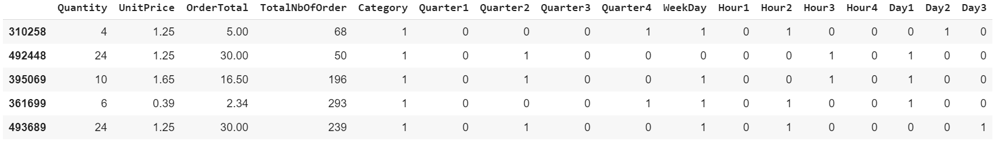 Quantity UnitPrice OrderTotal TotalNbOfOrder Category Quarter1 Quarter2 Quarter3 Quarter4 WeekDay Hour1 Hour2 Hour3 Hour4 Day1 Day2 Day3
310258 4 1.25 5.00 68 1 0 0 0 1 1 0 1 0 0 0 1 0
492448 24 1.25 30.00 50 1 0 1 0 0 0 0 0 1 0 1 0 0
395069 10 1.65 16.50 196 1 0 1 0 0 1 0 0 1 0 1 0 0
361699 6 0.39 2.34 293 1 0 0 0 1 1 0 1 0 0 1 0 0
493689 24 1.25 30.00 239 1 0 1 0 0 1 0 1 0 0 0 0 1